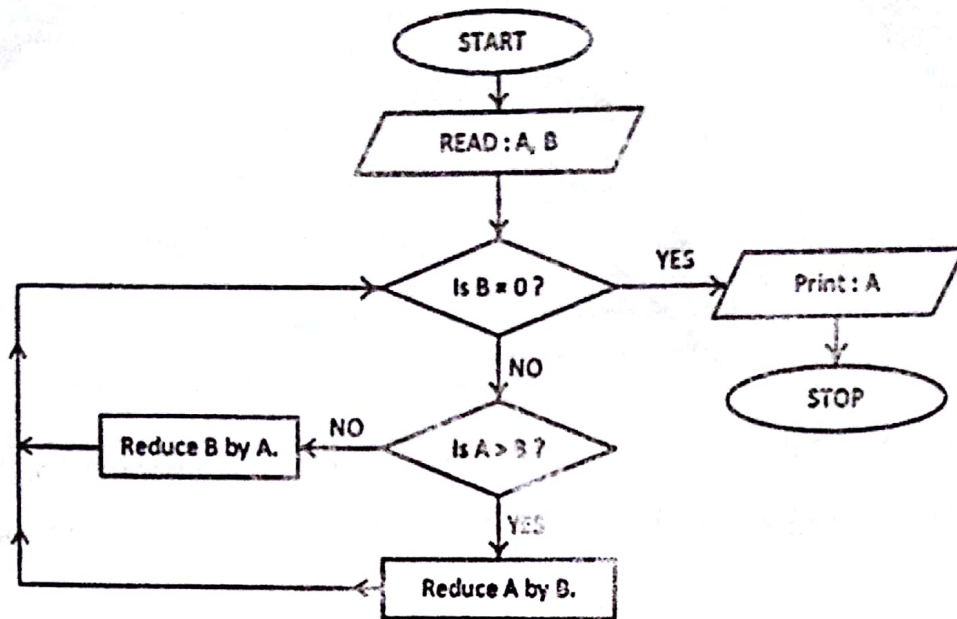 START
READ : A, B
Is B = 0 ?
YES
Print : A
STOP
NO
Is A > B ?
NO
Reduce B by A.
YES
Reduce A by B.